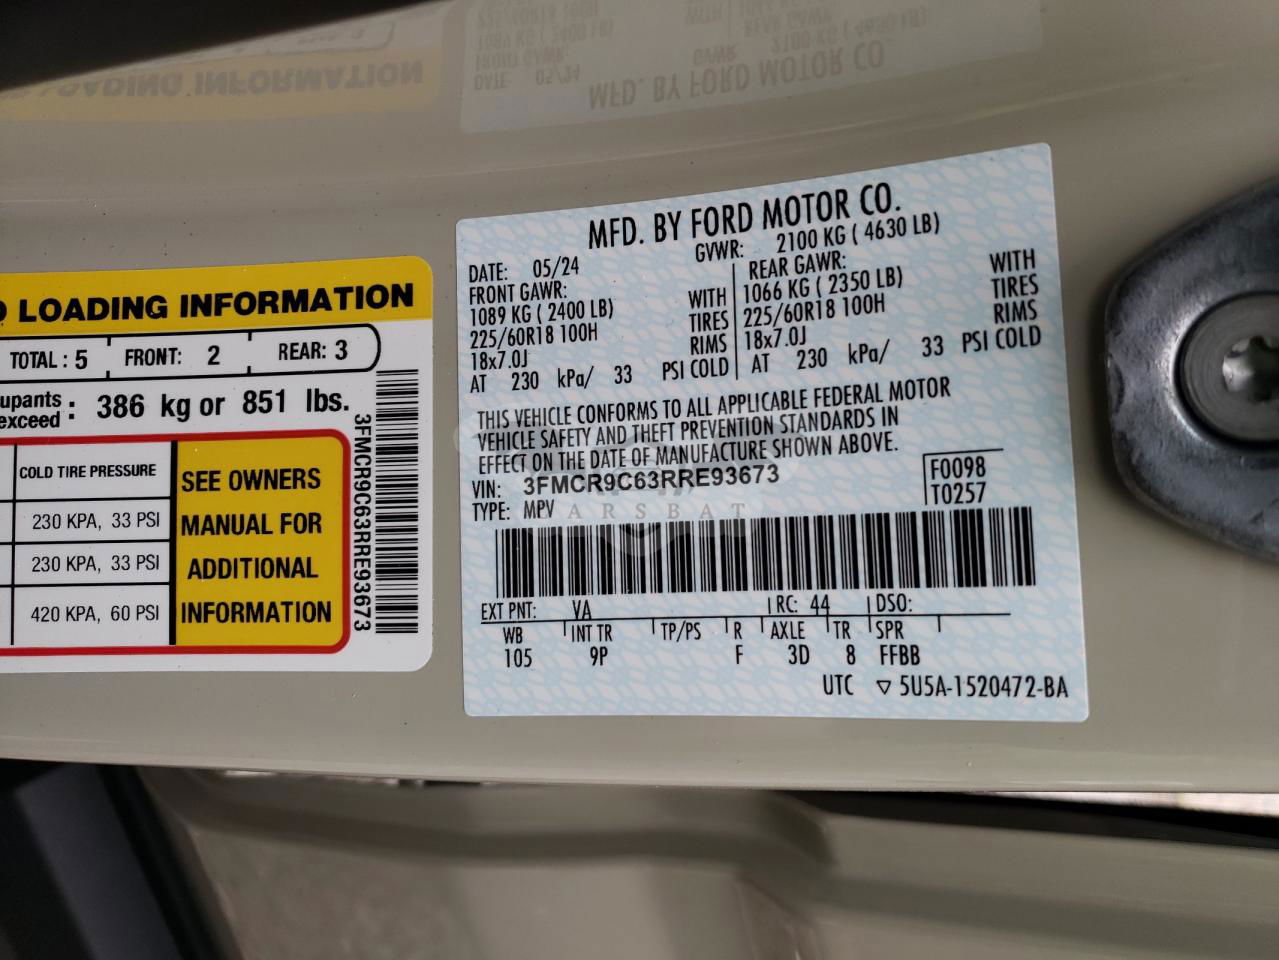 O LOADING INFORMATION
TOTAL : 5 FRONT: 2 REAR: 3
upants
exceed : 386 kg or 851 lbs.
COLD TIRE PRESSURE
230 KPA, 33 PSI
230 KPA, 33 PSI
420 KPA, 60 PSI
SEE OWNERS
MANUAL FOR
ADDITIONAL
INFORMATION
3FMCR9C63RRE93673
MFD. BY FORD MOTOR CO.
DATE: 05/24 GVWR: 2100 KG ( 4630 LB)
FRONT GAWR:
1089 KG ( 2400 LB) WITH
225/60R18 100H TIRES
18x7.0J RIMS
AT 230 kPa/ 33 PSI COLD
REAR GAWR: WITH
1066 KG ( 2350 LB) TIRES
225/60R18 100H RIMS
18x7.0J
AT 230 kPa/ 33 PSI COLD
THIS VEHICLE CONFORMS TO ALL APPLICABLE FEDERAL MOTOR
VEHICLE SAFETY AND THEFT PREVENTION STANDARDS IN
EFFECT ON THE DATE OF MANUFACTURE SHOWN ABOVE.
VIN: 3FMCR9C63RRE93673
TYPE: MPV
F0098
T0257
CARSBAT
EXT PNT: VA RC: 44 DSO:
WB INT TR TP/PS R AXLE TR SPR
105 9P F 3D 8 FFBB
UTC ▽ 5U5A-1520472-BA